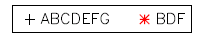 + ABCDEFG * BDF